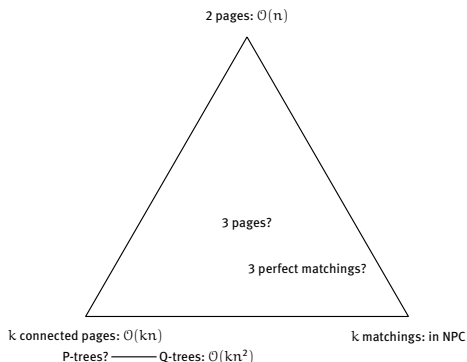 2 pages: 𝒪(n)
3 pages?
3 perfect matchings?
k connected pages: 𝒪(kn)
k matchings: in NPC
P-trees? Q-trees: 𝒪(kn²)